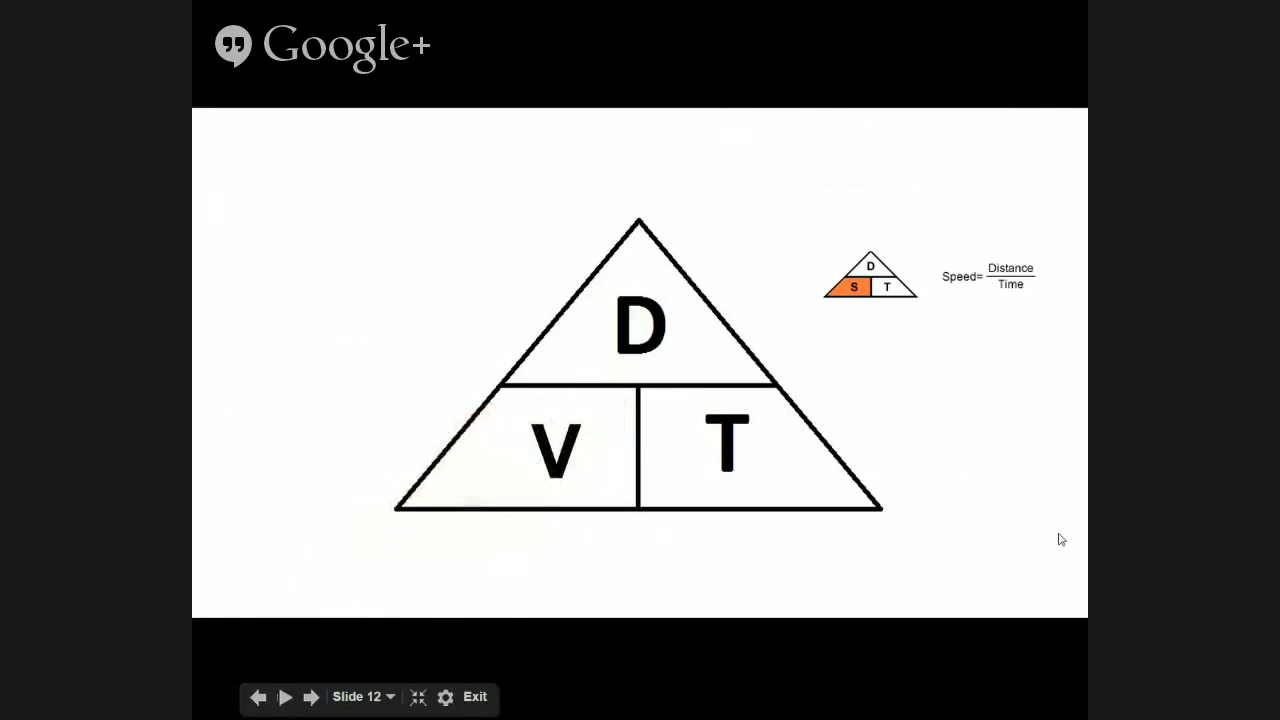 Google+
D
V T
D
S T
Speed= Distance
Time
Slide 12 Exit